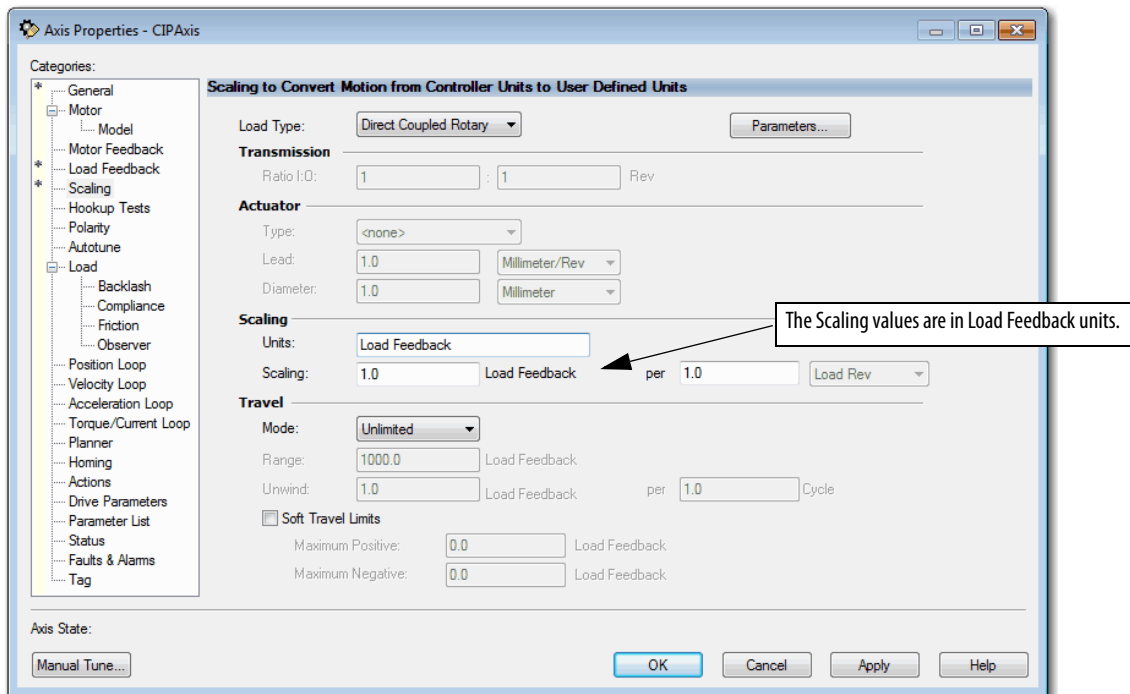 Axis Properties - CIPAxis
Categories:
* General
Motor
Model
Motor Feedback
* Load Feedback
* Scaling
Hookup Tests
Polarity
Autotune
Load
Backlash
Compliance
Friction
Observer
Position Loop
Velocity Loop
Acceleration Loop
Torque/Current Loop
Planner
Homing
Actions
Drive Parameters
Parameter List
Status
Faults & Alarms
Tag
Scaling to Convert Motion from Controller Units to User Defined Units
Load Type: Direct Coupled Rotary Parameters...
Transmission
Ratio I:O: 1 : 1 Rev
Actuator
Type: <none>
Lead: 1.0 Millimeter/Rev
Diameter: 1.0 Millimeter
Scaling
Units: Load Feedback
Scaling: 1.0 Load Feedback per 1.0 Load Rev
The Scaling values are in Load Feedback units.
Travel
Mode: Unlimited
Range: 1000.0 Load Feedback
Unwind: 1.0 Load Feedback per 1.0 Cycle
Soft Travel Limits
Maximum Positive: 0.0 Load Feedback
Maximum Negative: 0.0 Load Feedback
Axis State:
Manual Tune... OK Cancel Apply Help